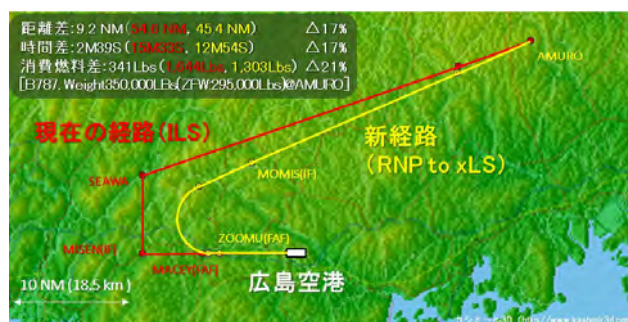 距離差:9.2 NM(54.6 NM, 45.4 NM) △17%
時間差:2M39S(15M33S, 12M54S) △17%
消費燃料差:341Lbs(1,644Lbs, 1,303Lbs) △21%
[B787, Weight350,000LBs(ZFW295,000Lbs)@AMURO]
AMURO
現在の経路(ILS)
新経路
(RNP to xLS)
MOMIS(IF)
SEAWA
ZOOMU(FAF)
MISEN(IF)
MACEY(FAF)
広島空港
10 NM (18.5 km)